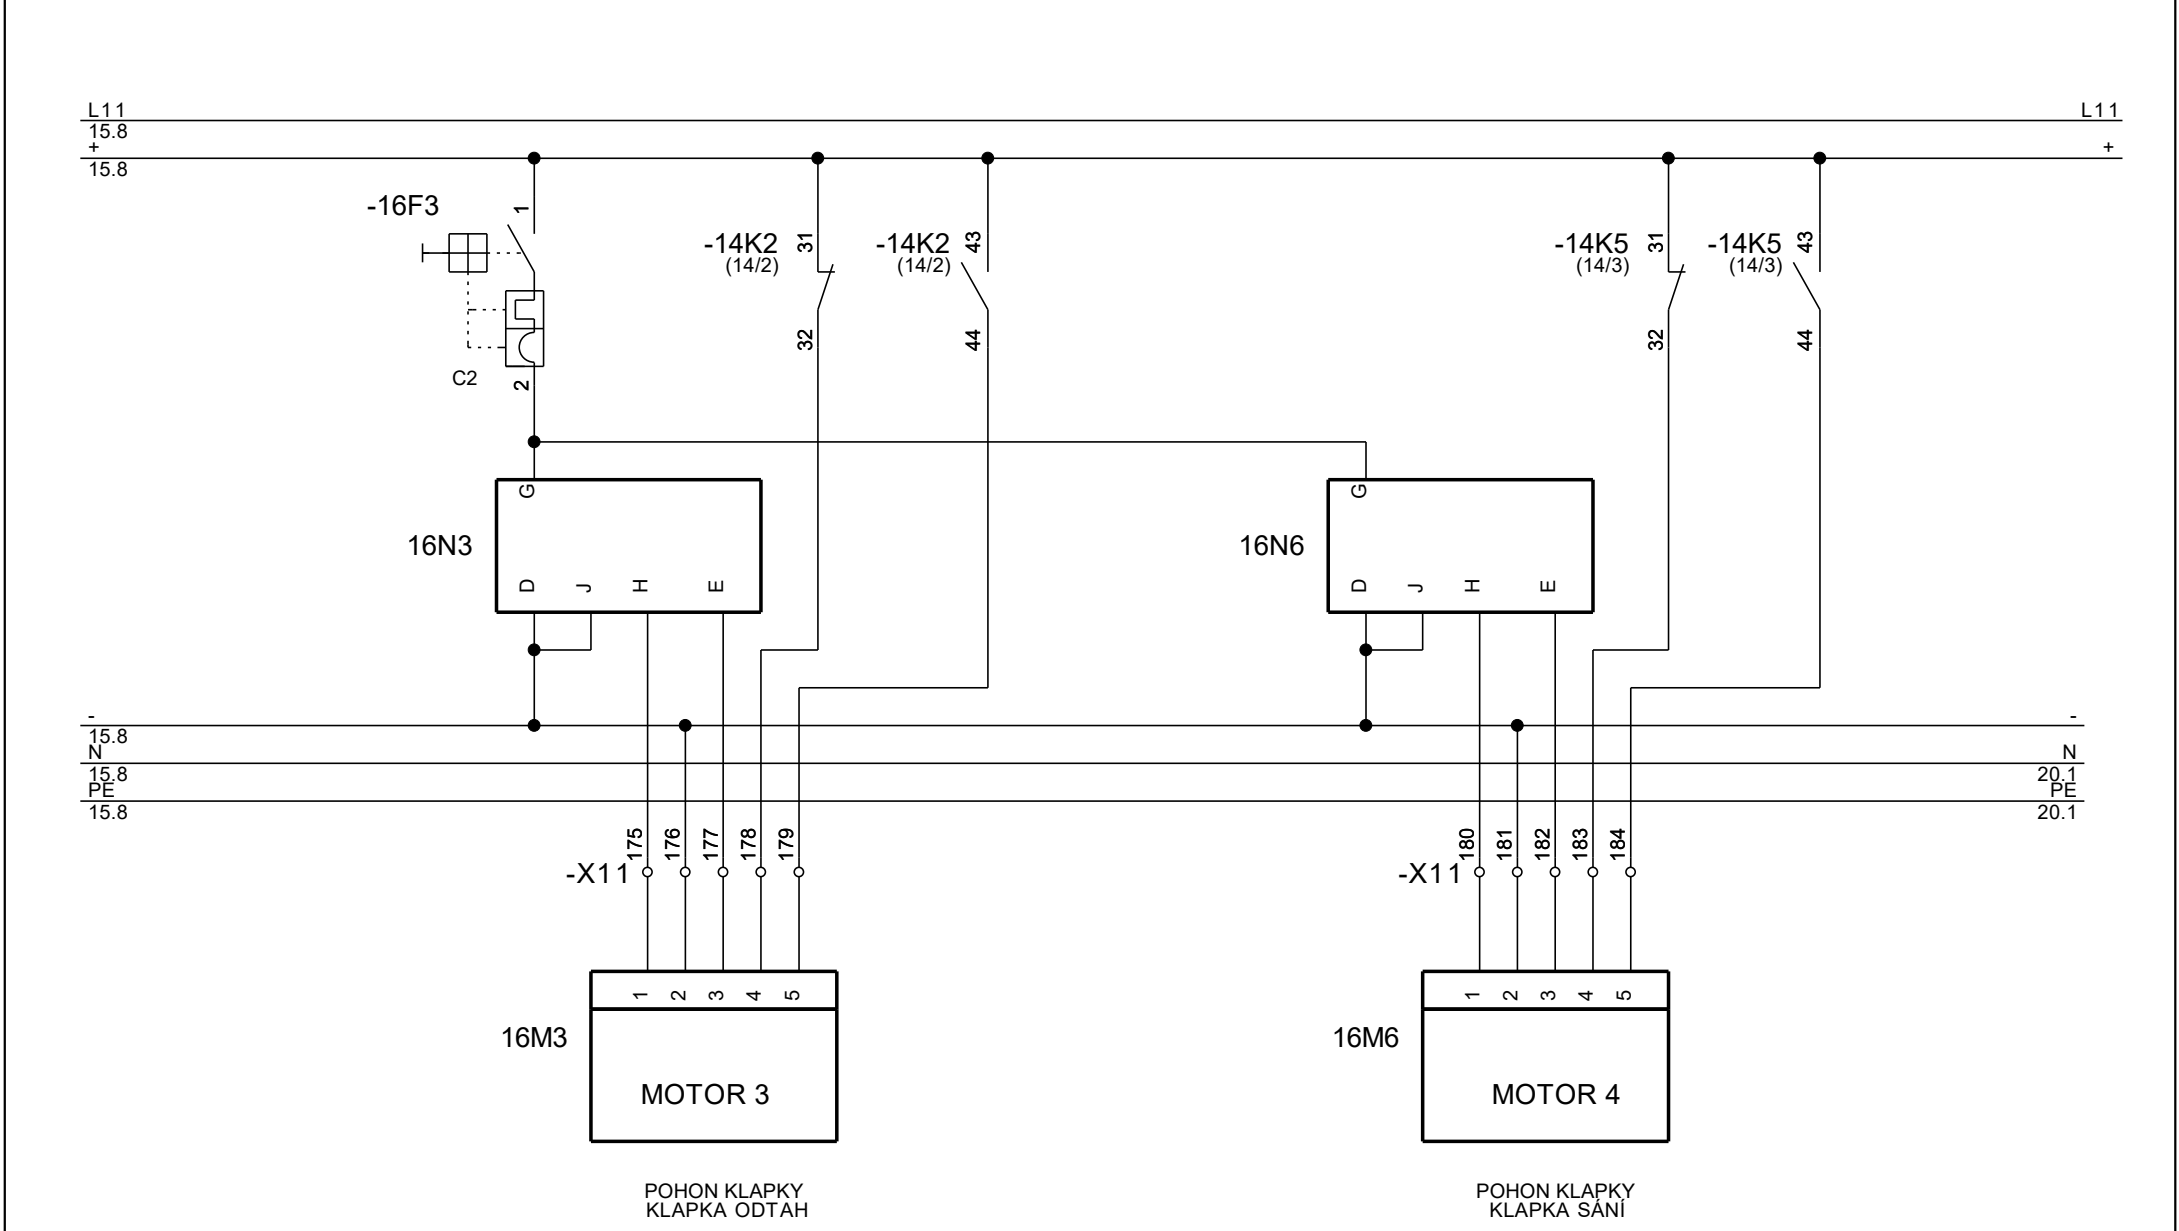 L11
L11
15.8
+
+
15.8
-16F3
1
-14K2
31
(14/2)
-14K2
43
(14/2)
-14K5
31
(14/3)
-14K5
43
(14/3)
32
44
32
44
C2
2
G
G
16N3
16N6
D J H E
D J H E
-
-
15.8
N
N
15.8
20.1
PE
PE
15.8
20.1
175 176 177 178 179
180 181 182 183 184
-X11
-X11
1 2 3 4 5
1 2 3 4 5
16M3
16M6
MOTOR 3
MOTOR 4
POHON KLAPKY
KLAPKA ODTAH
POHON KLAPKY
KLAPKA SÁNÍ